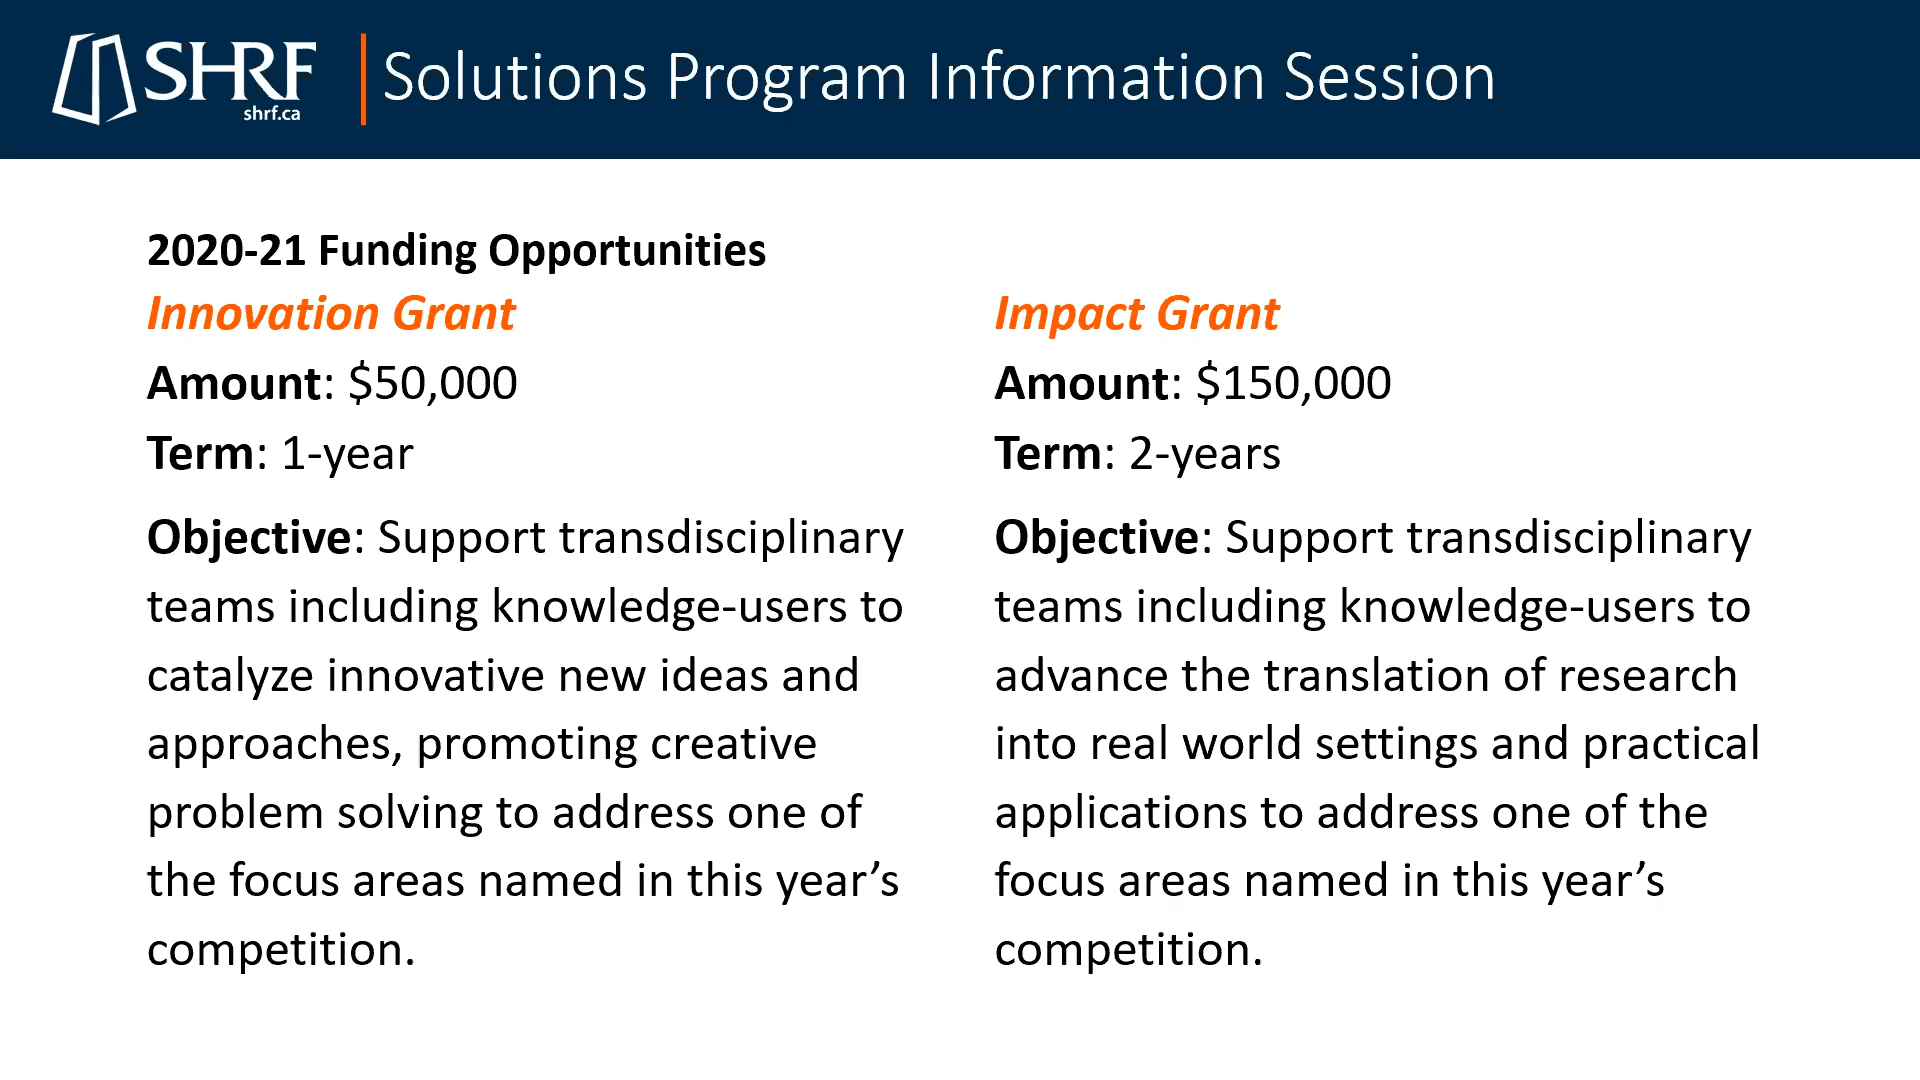 SHRF
shrf.ca
Solutions Program Information Session
2020-21 Funding Opportunities
Innovation Grant
Amount: $50,000
Term: 1-year
Objective: Support transdisciplinary
teams including knowledge-users to
catalyze innovative new ideas and
approaches, promoting creative
problem solving to address one of
the focus areas named in this year’s
competition.
Impact Grant
Amount: $150,000
Term: 2-years
Objective: Support transdisciplinary
teams including knowledge-users to
advance the translation of research
into real world settings and practical
applications to address one of the
focus areas named in this year’s
competition.